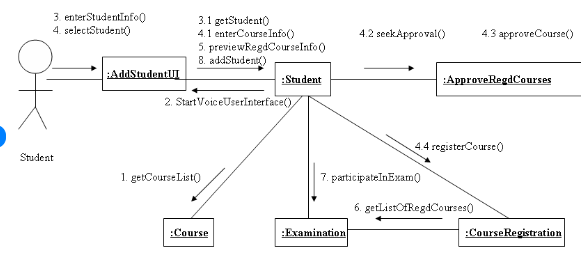 3. enterStudentInfo()
4. selectStudent()
3.1 getStudent()
4.1 enterCourseInfo()
5. previewRegdCourseInfo()
8. addStudent()
4.2 seekApproval()
4.3 approveCourse()
:AddStudentUI
:Student
:ApproveRegdCourses
2. StartVoiceUserInterface()
Student
4.4 registerCourse()
1. getCourseList()
7. participateInExam()
6. getListOfRegdCourses()
:Course
:Examination
:CourseRegistration